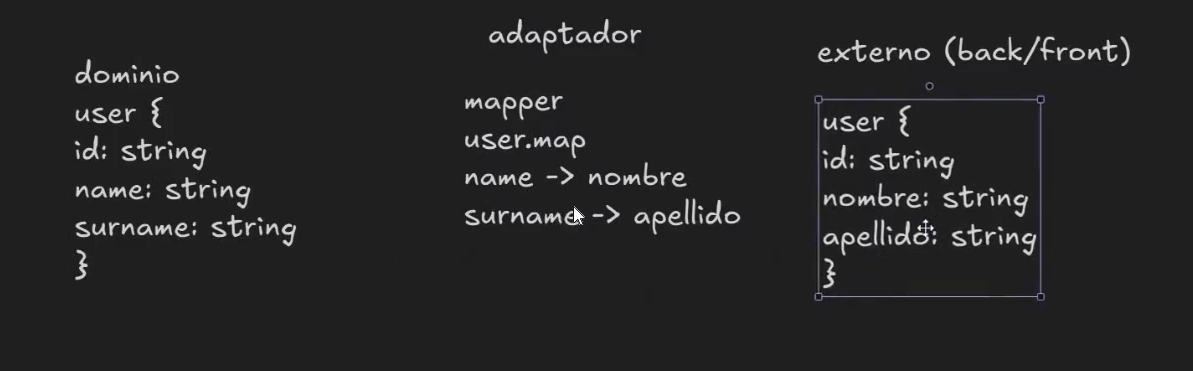 dominio
user {
id: string
name: string
surname: string
}
adaptador
mapper
user.map
name -> nombre
surname -> apellido
externo (back/front)
user {
id: string
nombre: string
apellido: string
}